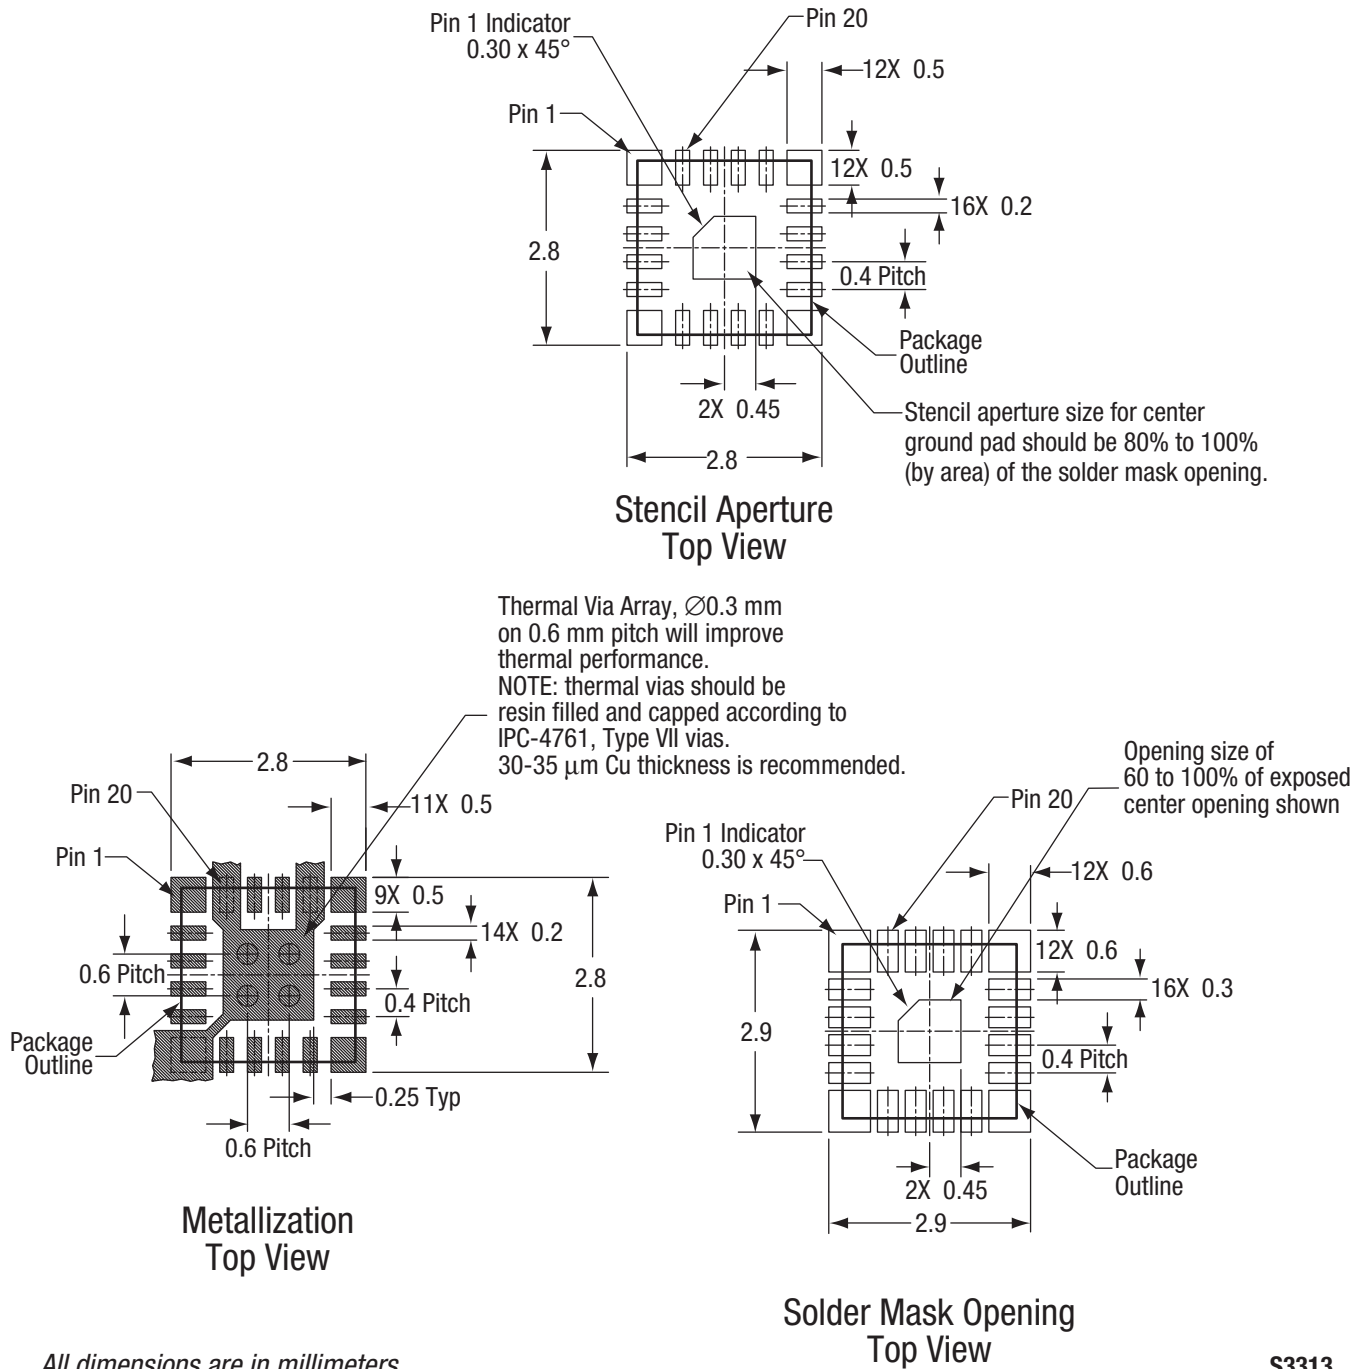 Pin 1 Indicator
0.30 x 45°
Pin 20
12X 0.5
Pin 1
12X 0.5
16X 0.2
2.8
0.4 Pitch
Package
Outline
2X 0.45
Stencil aperture size for center
ground pad should be 80% to 100%
(by area) of the solder mask opening.
2.8
Stencil Aperture
Top View
Thermal Via Array, ∅0.3 mm
on 0.6 mm pitch will improve
thermal performance.
NOTE: thermal vias should be
resin filled and capped according to
IPC-4761, Type VII vias.
30-35 μm Cu thickness is recommended.
2.8
Pin 20
11X 0.5
Pin 1
9X 0.5
14X 0.2
0.6 Pitch
2.8
0.4 Pitch
Package
Outline
0.25 Typ
0.6 Pitch
Metallization
Top View
Opening size of
60 to 100% of exposed
center opening shown
Pin 20
Pin 1 Indicator
0.30 x 45°
12X 0.6
Pin 1
12X 0.6
16X 0.3
2.9
0.4 Pitch
Package
Outline
2X 0.45
2.9
Solder Mask Opening
Top View
All dimensions are in millimeters
S3313